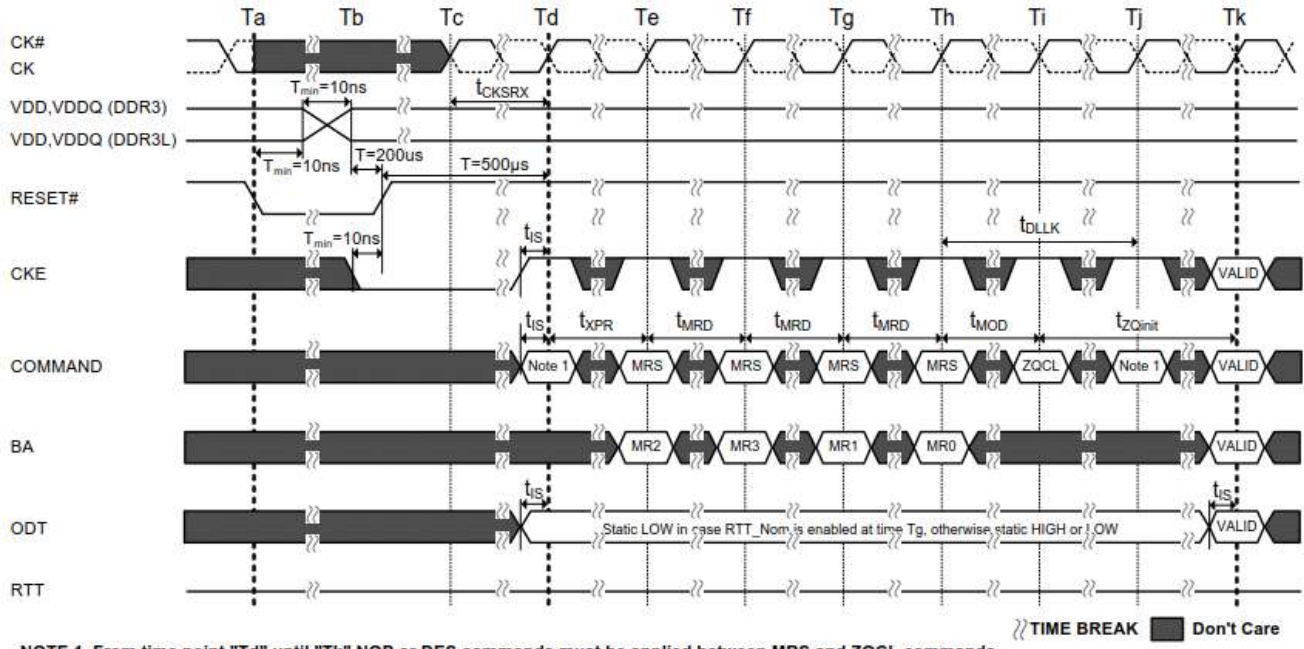 Ta Tb Tc Td Te Tf Tg Th Ti Tj Tk
CK#
CK
Tmin=10ns
tCKSRX
VDD,VDDQ (DDR3)
VDD,VDDQ (DDR3L)
Tmin=10ns T=200us T=500µs
RESET#
Tmin=10ns tIS tDLLK
CKE VALID
tIS tXPR tMRD tMRD tMRD tMOD tZQinit
COMMAND Note 1 MRS MRS MRS MRS ZQCL Note 1 VALID
BA MR2 MR3 MR1 MR0 VALID
tIS tIS
ODT Static LOW in case RTT_Nom is enabled at time Tg, otherwise static HIGH or LOW VALID
RTT
TIME BREAK Don't Care
NOTE 1. From time point "Td" until "Tk" NOP or DES commands must be applied between MRS and ZQCL commands